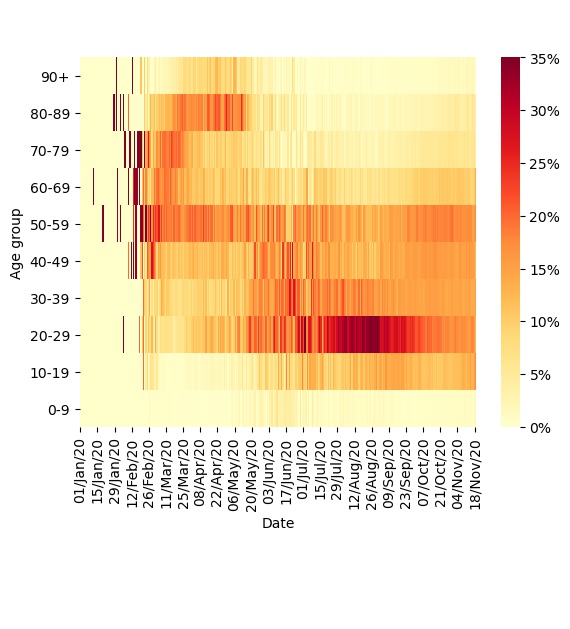 90+
80-89
70-79
60-69
50-59
40-49
30-39
20-29
10-19
0-9
Age group
01/Jan/20
15/Jan/20
29/Jan/20
12/Feb/20
26/Feb/20
11/Mar/20
25/Mar/20
08/Apr/20
22/Apr/20
06/May/20
20/May/20
03/Jun/20
17/Jun/20
01/Jul/20
15/Jul/20
29/Jul/20
12/Aug/20
26/Aug/20
09/Sep/20
23/Sep/20
07/Oct/20
21/Oct/20
04/Nov/20
18/Nov/20
Date
35%
30%
25%
20%
15%
10%
5%
0%